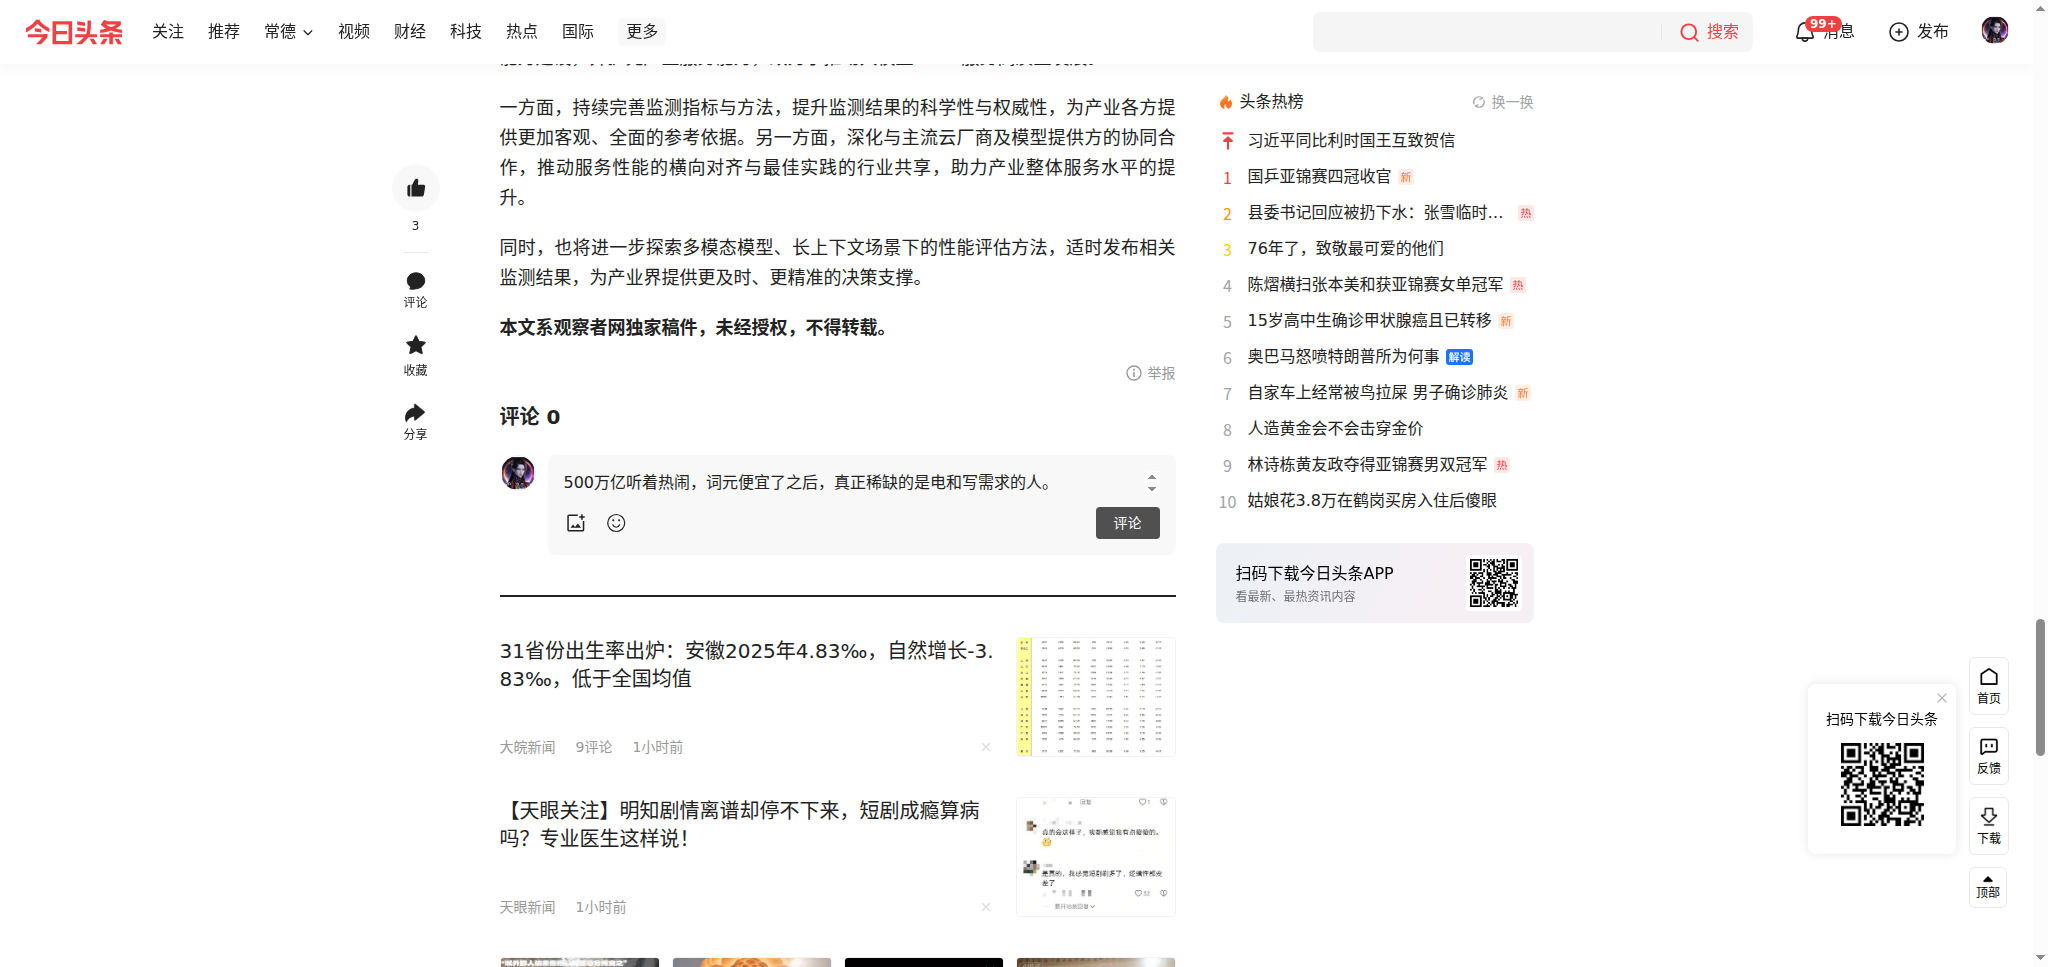 今日头条
关注 推荐 常德 视频 财经 科技 热点 国际 更多
搜索
99+
消息
发布
一方面，持续完善监测指标与方法，提升监测结果的科学性与权威性，为产业各方提
供更加客观、全面的参考依据。另一方面，深化与主流云厂商及模型提供方的协同合
作，推动服务性能的横向对齐与最佳实践的行业共享，助力产业整体服务水平的提
升。
同时，也将进一步探索多模态模型、长上下文场景下的性能评估方法，适时发布相关
监测结果，为产业界提供更及时、更精准的决策支撑。
本文系观察者网独家稿件，未经授权，不得转载。
举报
3
评论
收藏
分享
评论 0
500万亿听着热闹，词元便宜了之后，真正稀缺的是电和写需求的人。
评论
31省份出生率出炉：安徽2025年4.83‰，自然增长-3.
83‰，低于全国均值
大皖新闻 9评论 1小时前
【天眼关注】明知剧情离谱却停不下来，短剧成瘾算病
吗？专业医生这样说！
天眼新闻 1小时前
头条热榜
换一换
习近平同比利时国王互致贺信
1 国乒亚锦赛四冠收官 新
2 县委书记回应被扔下水：张雪临时... 热
3 76年了，致敬最可爱的他们
4 陈熠横扫张本美和获亚锦赛女单冠军 热
5 15岁高中生确诊甲状腺癌且已转移 新
6 奥巴马怒喷特朗普所为何事 解读
7 自家车上经常被鸟拉屎 男子确诊肺炎 新
8 人造黄金会不会击穿金价
9 林诗栋黄友政夺得亚锦赛男双冠军 热
10 姑娘花3.8万在鹤岗买房入住后傻眼
扫码下载今日头条APP
看最新、最热资讯内容
扫码下载今日头条
首页
反馈
下载
顶部